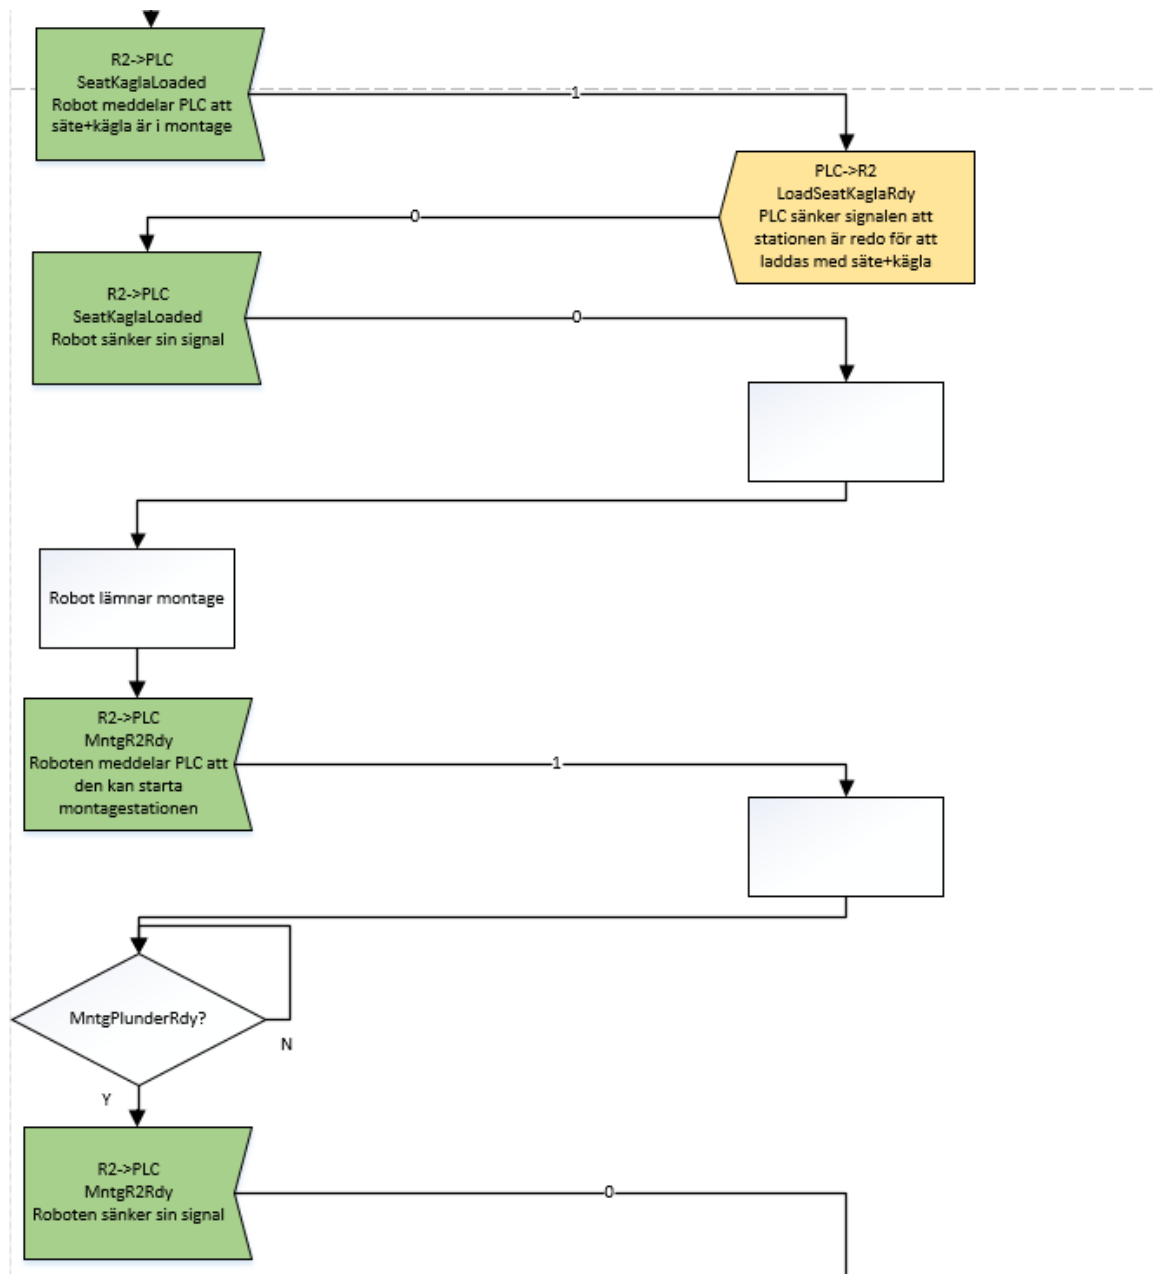 R2->PLC
SeatKaglaLoaded
Robot meddelar PLC att
säte+kägla är i montage
1
PLC->R2
LoadSeatKaglaRdy
PLC sänker signalen att
stationen är redo för att
laddas med säte+kägla
0
R2->PLC
SeatKaglaLoaded
Robot sänker sin signal
0
Robot lämnar montage
R2->PLC
MntgR2Rdy
Roboten meddelar PLC att
den kan starta
montagestationen
1
MntgPlunderRdy?
N
Y
R2->PLC
MntgR2Rdy
Roboten sänker sin signal
0